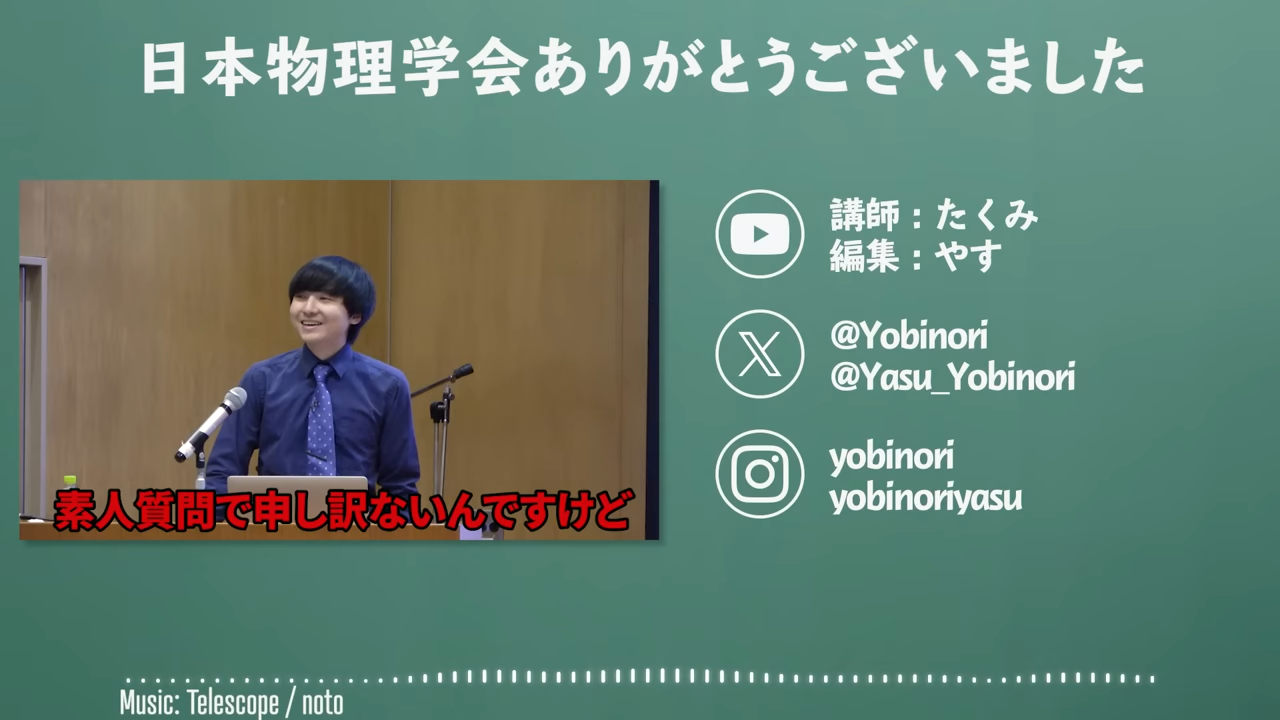 日本物理学会ありがとうございました
素人質問で申し訳ないんですけど
講師：たくみ
編集：やす
@Yobinori
@Yasu_Yobinori
yobinori
yobinoriyasu
Music: Telescope / noto